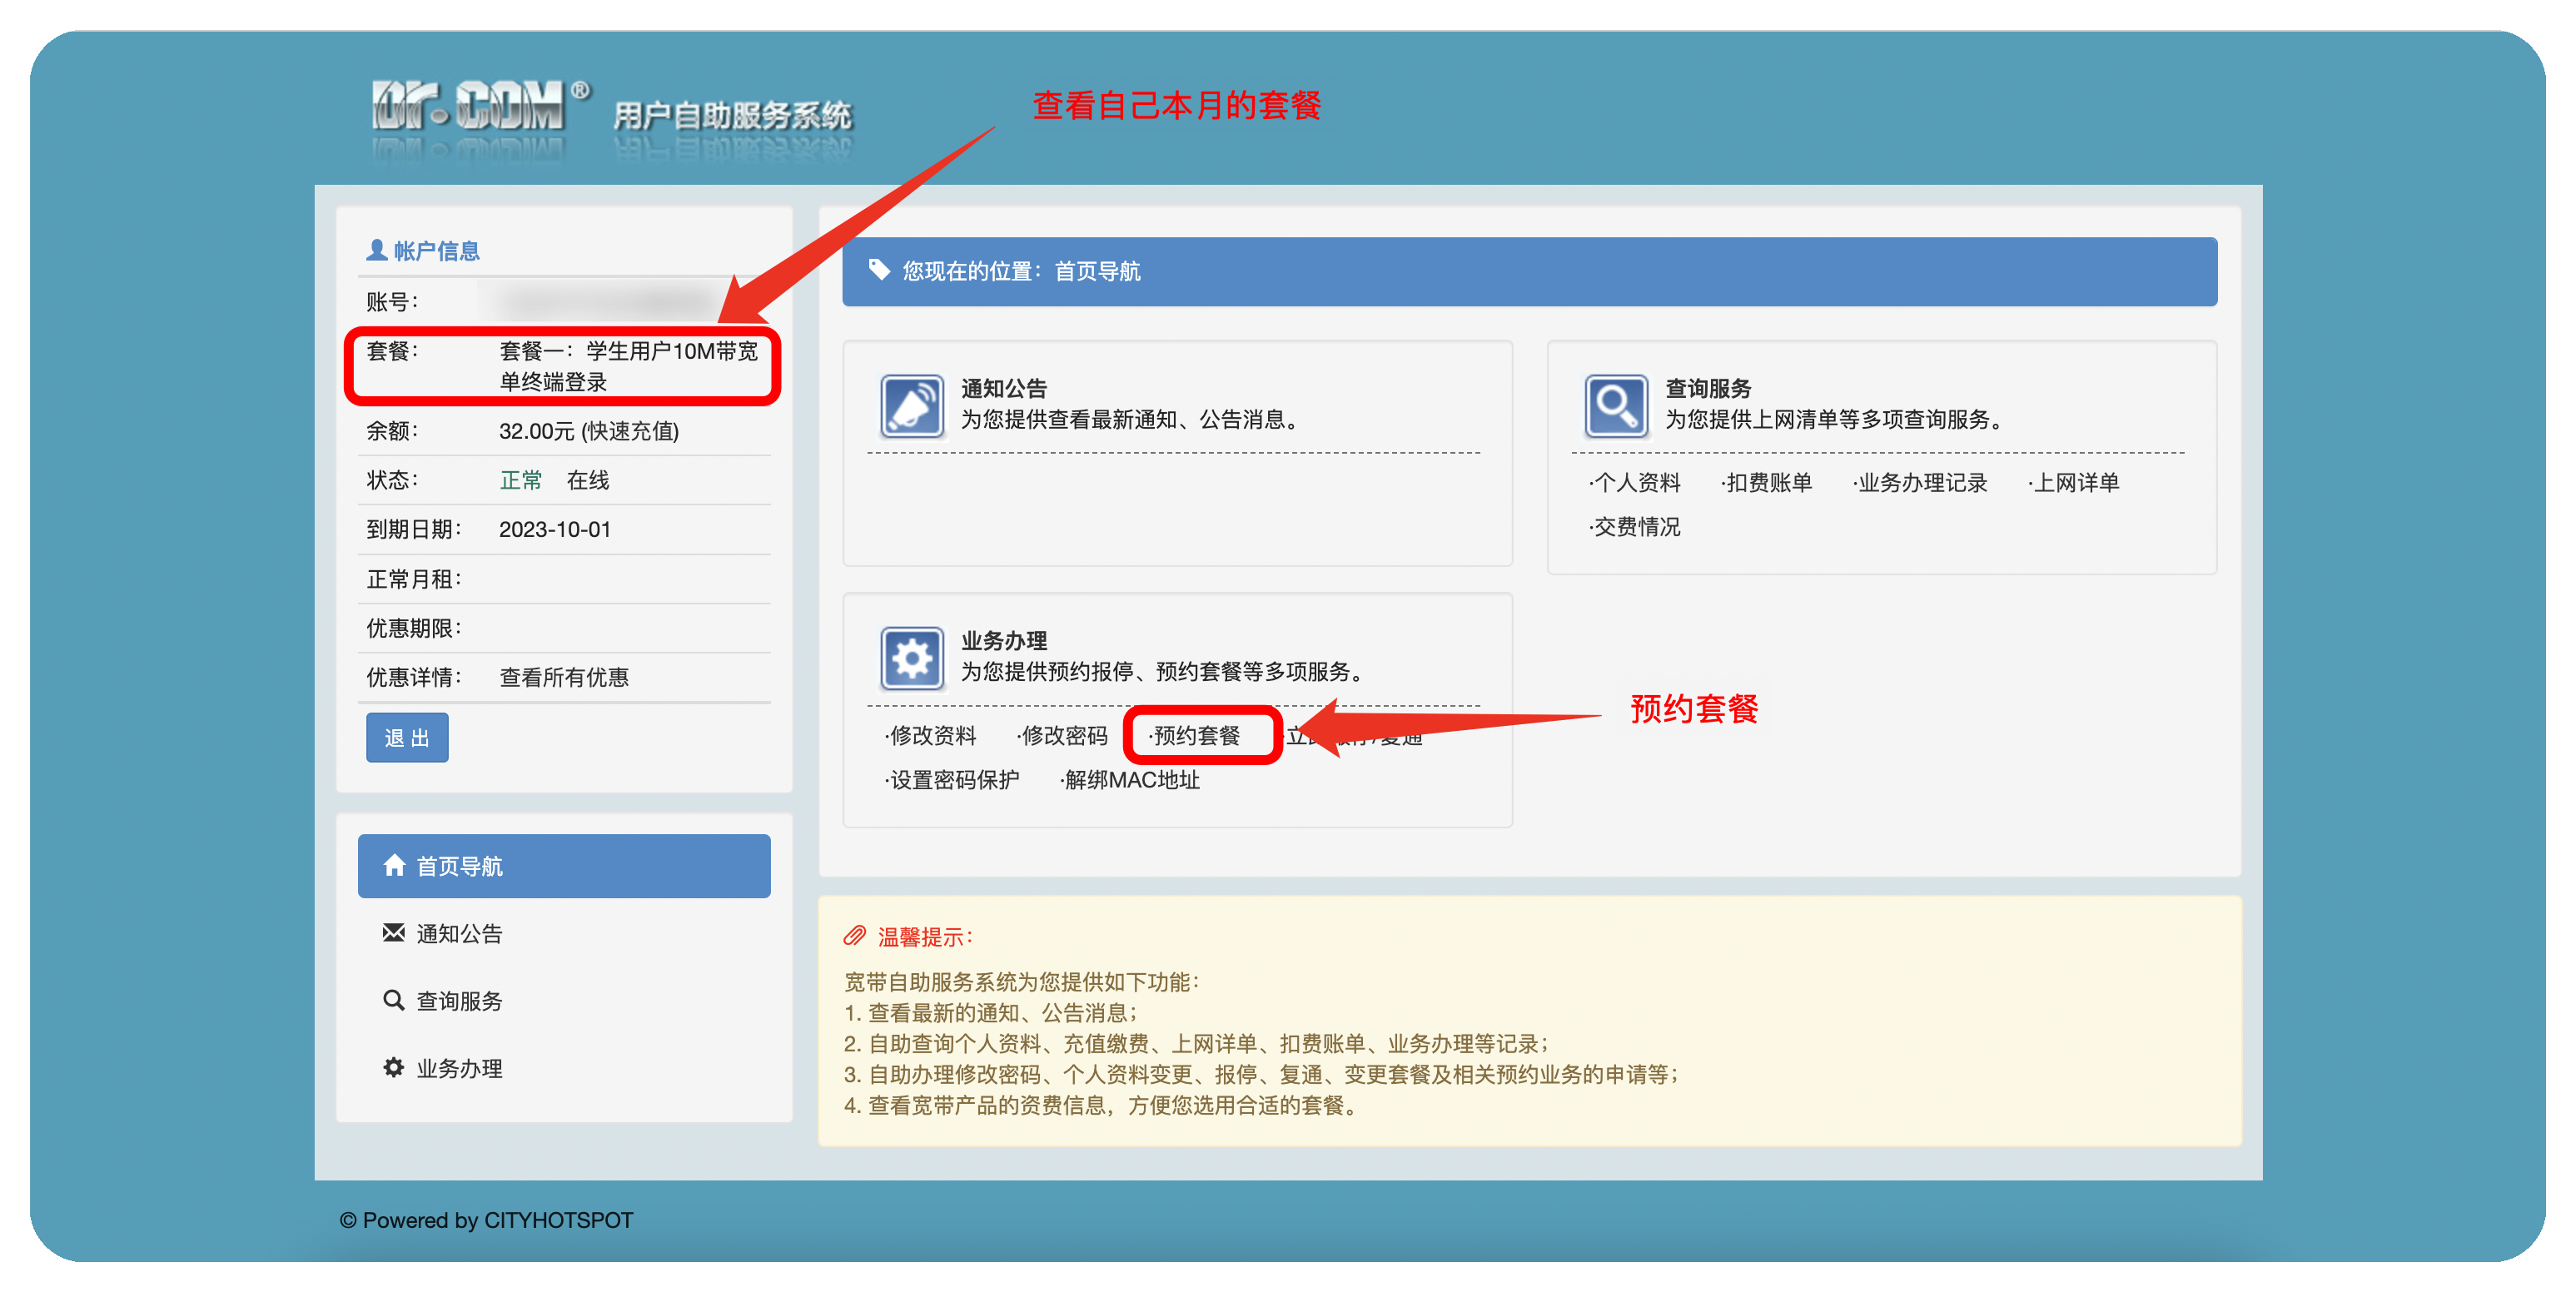 Dr.COM® 用户自助服务系统
查看自己本月的套餐
帐户信息
账号：
套餐： 套餐一：学生用户10M带宽
单终端登录
余额： 32.00元 (快速充值)
状态： 正常 在线
到期日期： 2023-10-01
正常月租：
优惠期限：
优惠详情： 查看所有优惠
退 出
首页导航
通知公告
查询服务
业务办理
您现在的位置：首页导航
通知公告
为您提供查看最新通知、公告消息。
查询服务
为您提供上网清单等多项查询服务。
·个人资料 ·扣费账单 ·业务办理记录 ·上网详单
·交费情况
业务办理
为您提供预约报停、预约套餐等多项服务。
·修改资料 ·修改密码 ·预约套餐
·设置密码保护 ·解绑MAC地址
预约套餐
温馨提示：
宽带自助服务系统为您提供如下功能：
1. 查看最新的通知、公告消息；
2. 自助查询个人资料、充值缴费、上网详单、扣费账单、业务办理等记录；
3. 自助办理修改密码、个人资料变更、报停、复通、变更套餐及相关预约业务的申请等；
4. 查看宽带产品的资费信息，方便您选用合适的套餐。
© Powered by CITYHOTSPOT